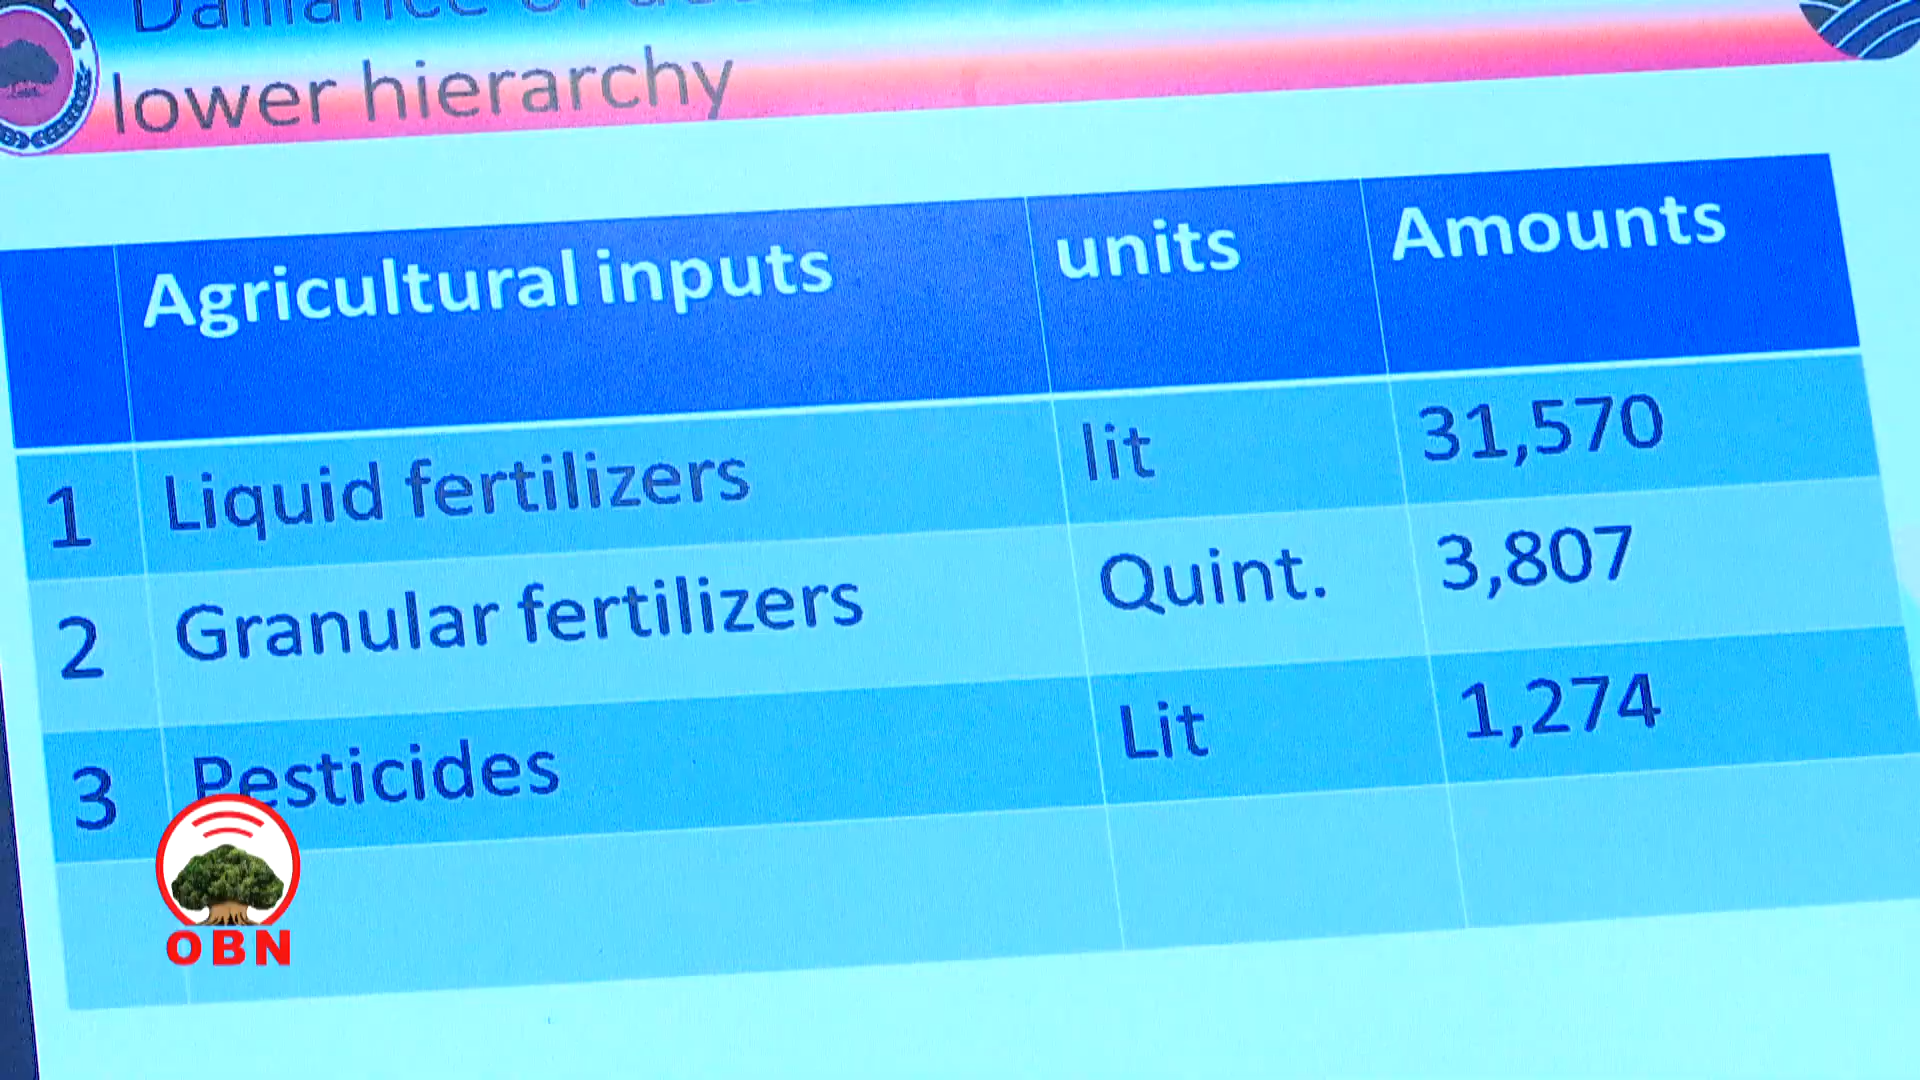 lower hierarchy
Agricultural inputs units Amounts
1 Liquid fertilizers lit 31,570
2 Granular fertilizers Quint. 3,807
3 Pesticides Lit 1,274
OBN